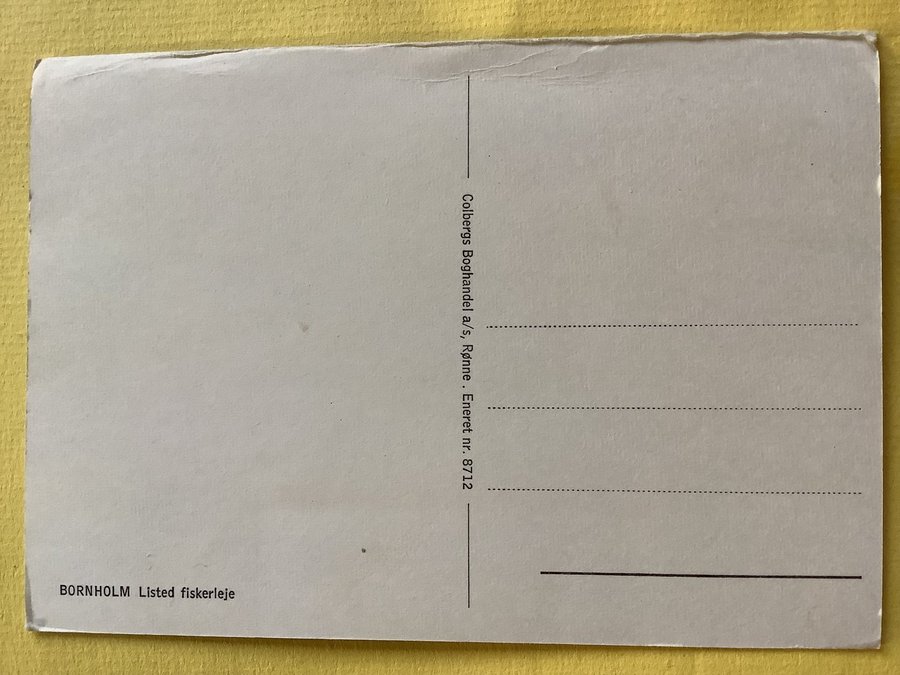 Colbergs Boghandel a/s, Rønne . Eneret nr. 8712
BORNHOLM Listed fiskerleje